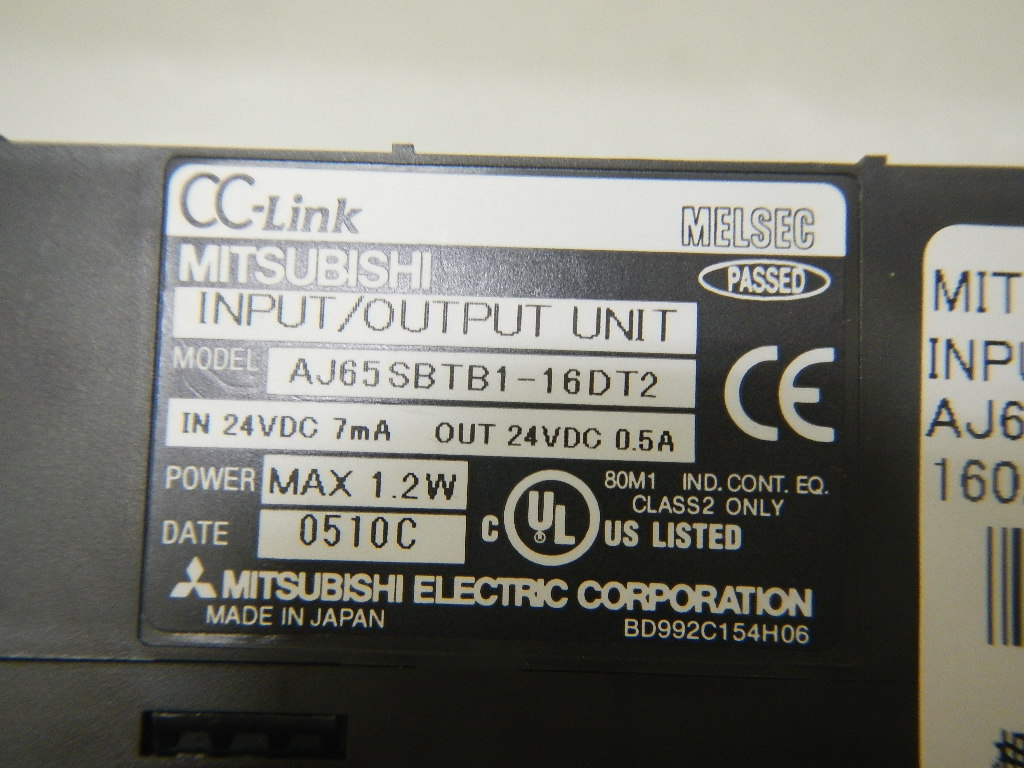 CC-Link
MELSEC
MITSUBISHI
PASSED
INPUT/OUTPUT UNIT
MODEL AJ65SBTB1-16DT2
CE
IN 24VDC 7mA OUT 24VDC 0.5A
POWER MAX 1.2W
80M1 IND. CONT. EQ.
CLASS2 ONLY
DATE 0510C
C UL US LISTED
MITSUBISHI ELECTRIC CORPORATION
MADE IN JAPAN
BD992C154H06
MIT
INPU
AJ6
160